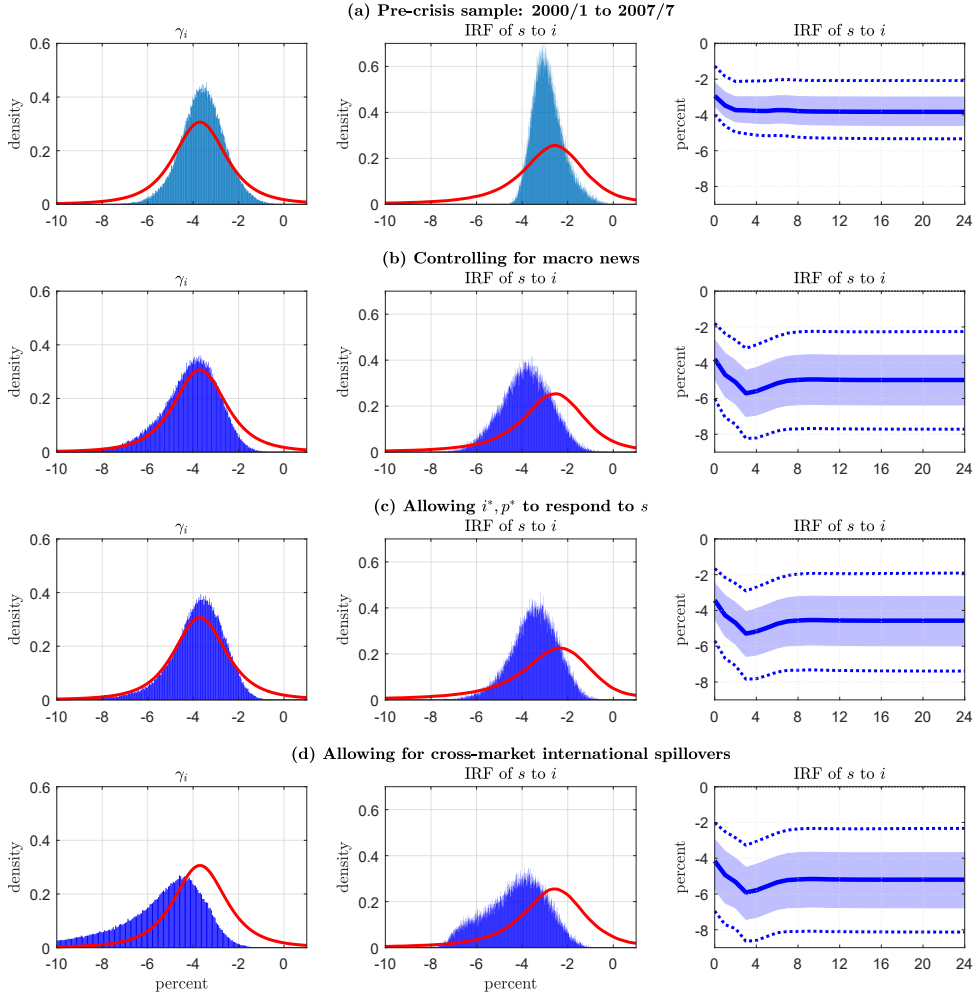 (a) Pre-crisis sample: 2000/1 to 2007/7
γi IRF of s to i IRF of s to i
density
0.6
0.4
0.2
0
-10 -8 -6 -4 -2 0
density
0.6
0.4
0.2
0
-10 -8 -6 -4 -2 0
percent
0
-2
-4
-6
-8
0 4 8 12 16 20 24
(b) Controlling for macro news
γi IRF of s to i IRF of s to i
density
0.6
0.4
0.2
0
-10 -8 -6 -4 -2 0
density
0.6
0.4
0.2
0
-10 -8 -6 -4 -2 0
percent
0
-2
-4
-6
-8
0 4 8 12 16 20 24
(c) Allowing i*, p* to respond to s
γi IRF of s to i IRF of s to i
density
0.6
0.4
0.2
0
-10 -8 -6 -4 -2 0
density
0.6
0.4
0.2
0
-10 -8 -6 -4 -2 0
percent
0
-2
-4
-6
-8
0 4 8 12 16 20 24
(d) Allowing for cross-market international spillovers
γi IRF of s to i IRF of s to i
density
0.6
0.4
0.2
0
-10 -8 -6 -4 -2 0
percent
density
0.6
0.4
0.2
0
-10 -8 -6 -4 -2 0
percent
percent
0
-2
-4
-6
-8
0 4 8 12 16 20 24